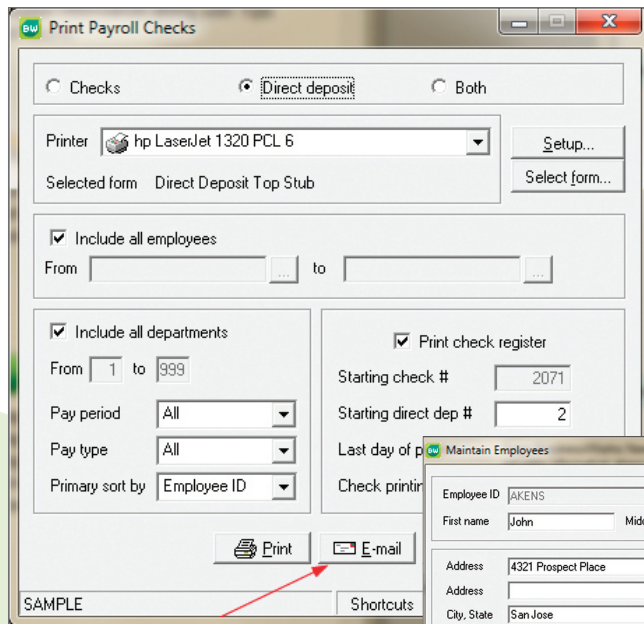 BW Print Payroll Checks
Checks Direct deposit Both
Printer hp LaserJet 1320 PCL 6 Setup...
Selected form Direct Deposit Top Stub Select form...
Include all employees
From ... to ...
Include all departments
From 1 to 999
Pay period All
Pay type All
Primary sort by Employee ID
Print check register
Starting check # 2071
Starting direct dep # 2
Last day of p
Check printin
Print E-mail
SAMPLE Shortcuts
BW Maintain Employees
Employee ID AKENS
First name John Midd
Address 4321 Prospect Place
Address
City, State San Jose